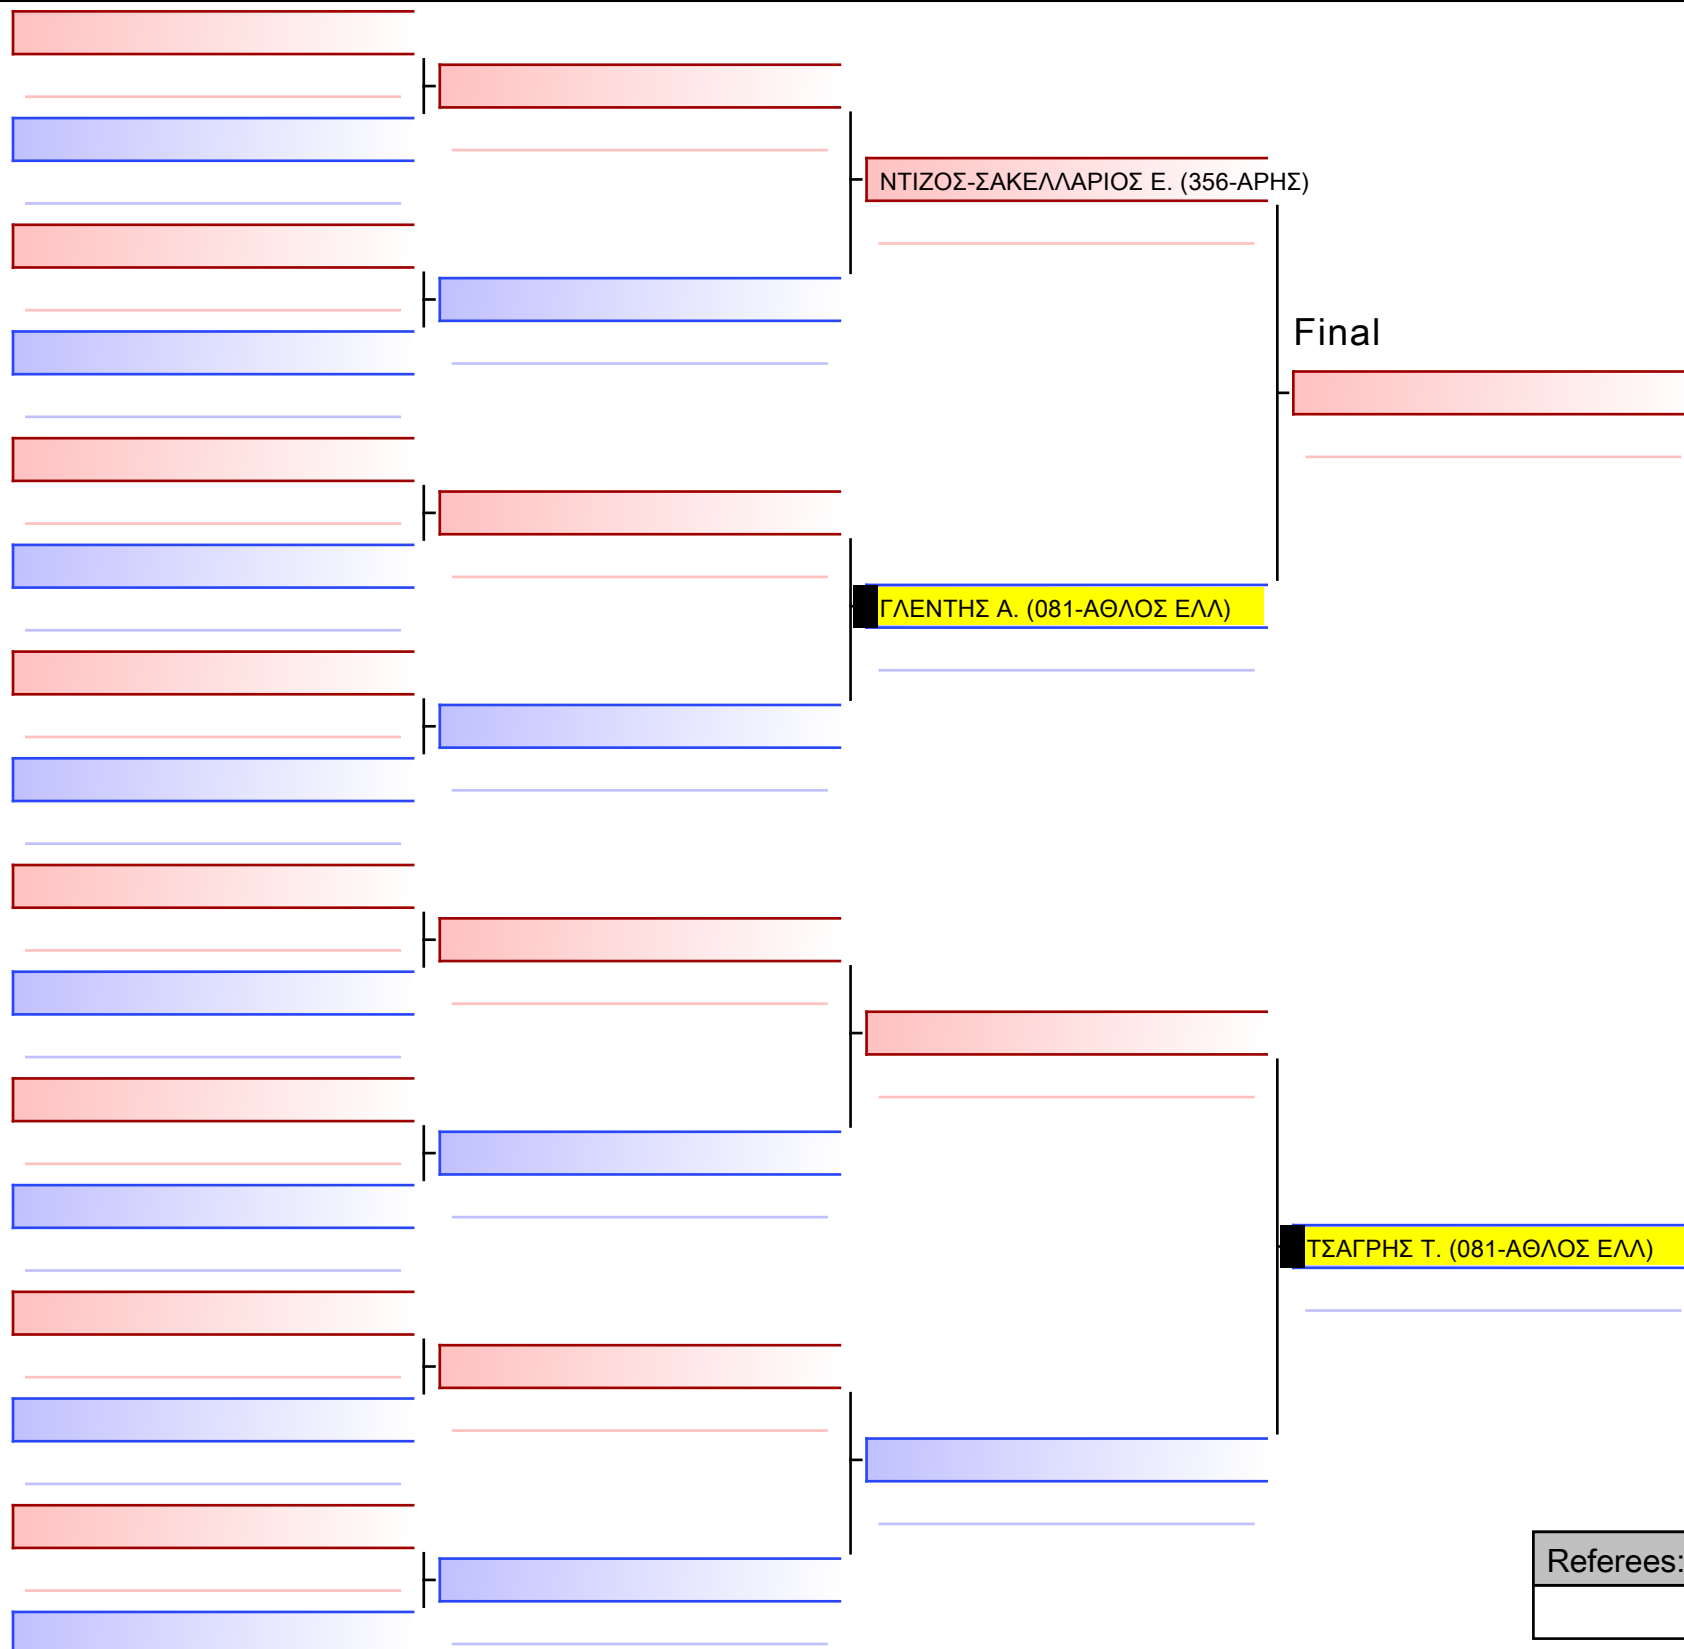 ΝΤΙΖΟΣ-ΣΑΚΕΛΛΑΡΙΟΣ Ε. (356-ΑΡΗΣ)
Final
ΓΛΕΝΤΗΣ Α. (081-ΑΘΛΟΣ ΕΛΛ)
ΤΣΑΓΡΗΣ Τ. (081-ΑΘΛΟΣ ΕΛΛ)
Referees: